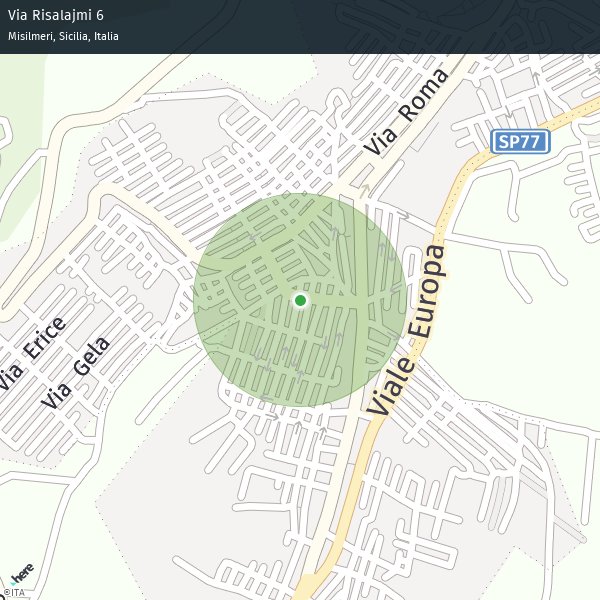 Via Risalajmi 6
Misilmeri, Sicilia, Italia
Via Roma
SP77
Viale Europa
Via Erice
Via Gela
here
©ITA